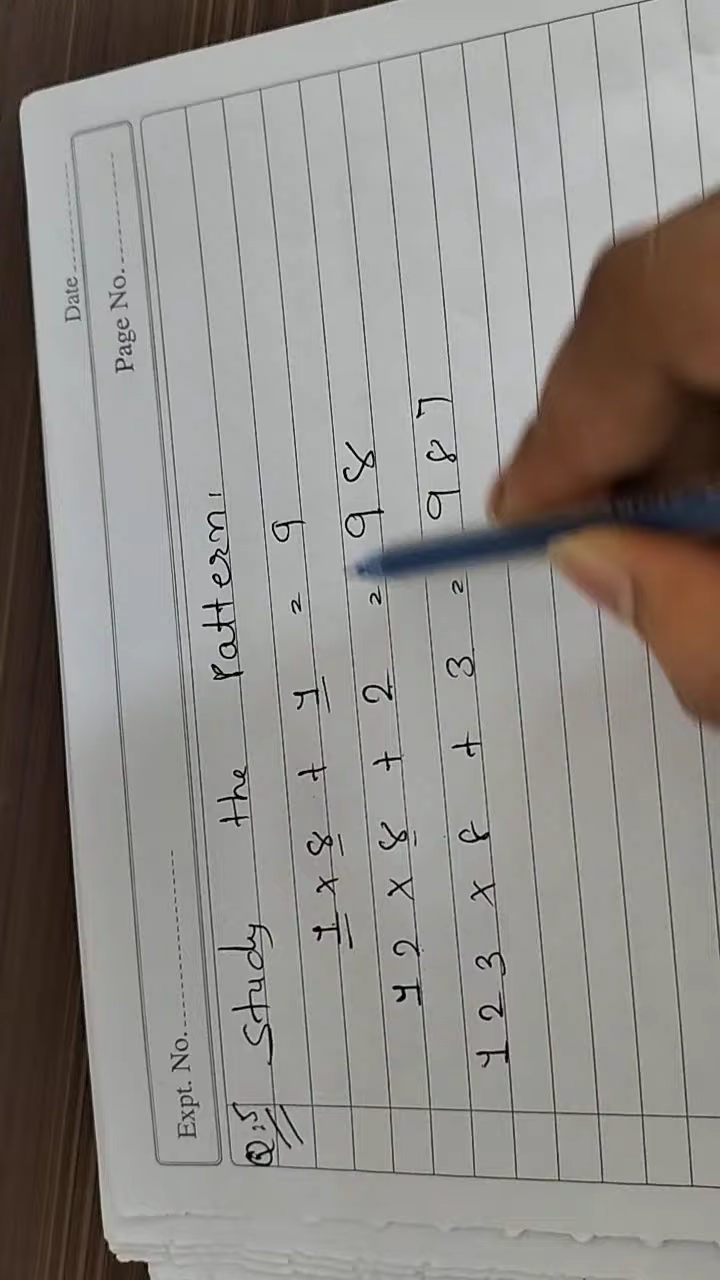 Date
Expt. No.
Page No.
Q:5 Study the Pattern.
1 × 8 + 1 = 9
12 × 8 + 2 = 98
123 × 8 + 3 = 987